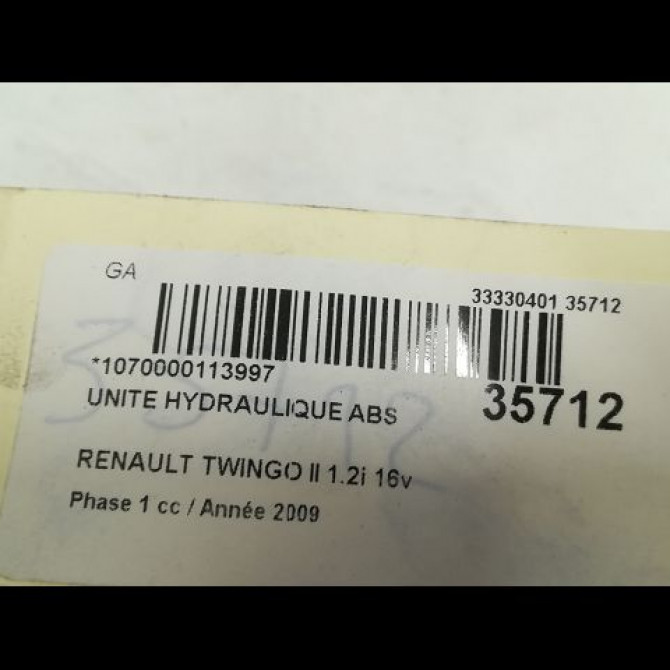 GA
33330401 35712
*1070000113997
35712
UNITE HYDRAULIQUE ABS
RENAULT TWINGO II 1.2i 16v
Phase 1 cc / Année 2009